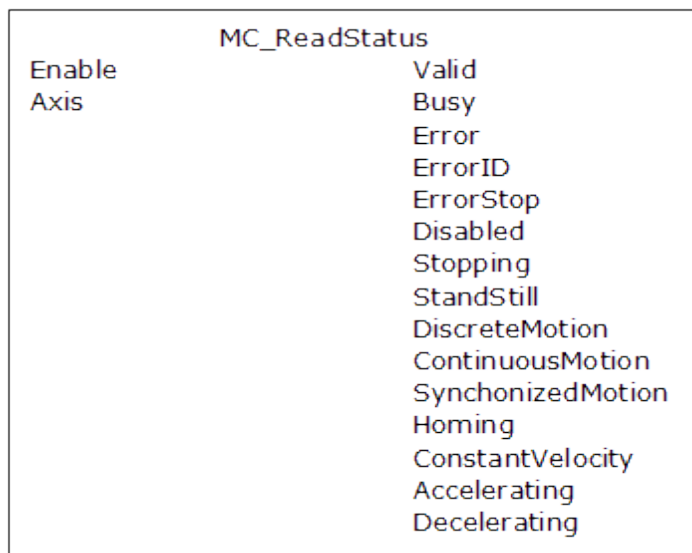 MC_ReadStatus
Enable Valid
Axis Busy
Error
ErrorID
ErrorStop
Disabled
Stopping
StandStill
DiscreteMotion
ContinuousMotion
SynchonizedMotion
Homing
ConstantVelocity
Accelerating
Decelerating